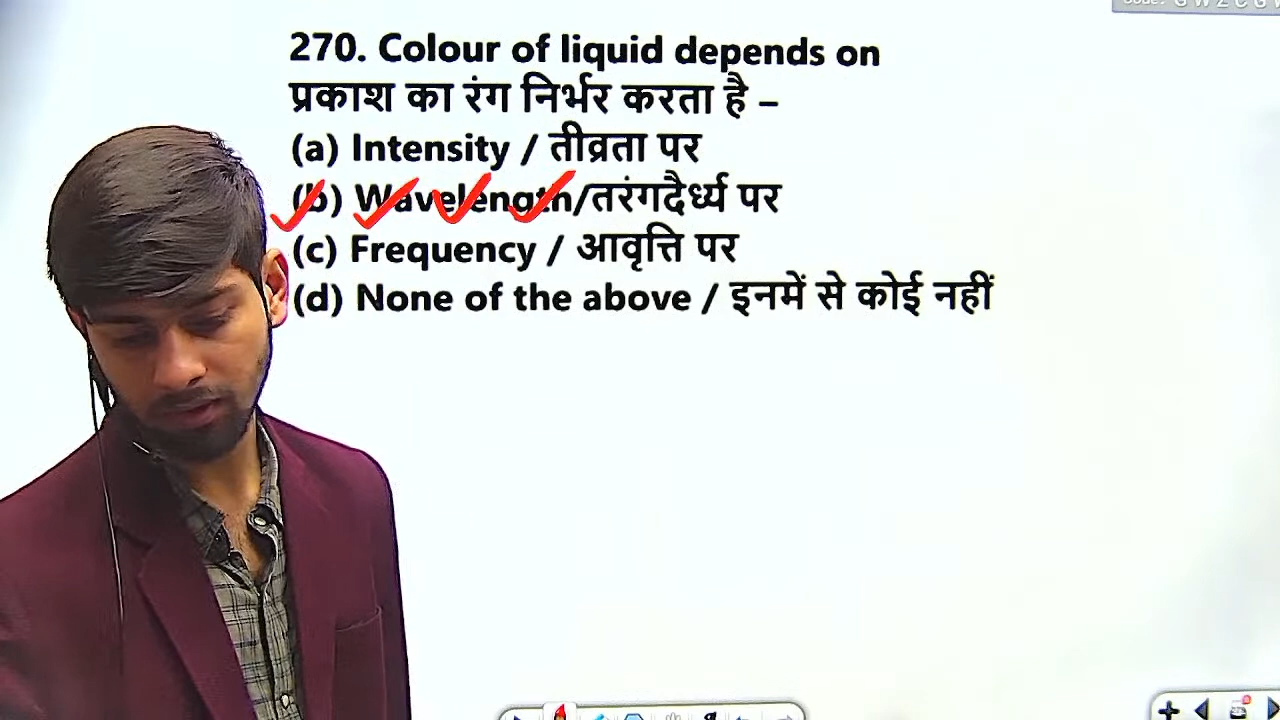 270. Colour of liquid depends on
प्रकाश का रंग निर्भर करता है –
(a) Intensity / तीव्रता पर
(b) Wavelength/तरंगदैर्ध्य पर
(c) Frequency / आवृत्ति पर
(d) None of the above / इनमें से कोई नहीं